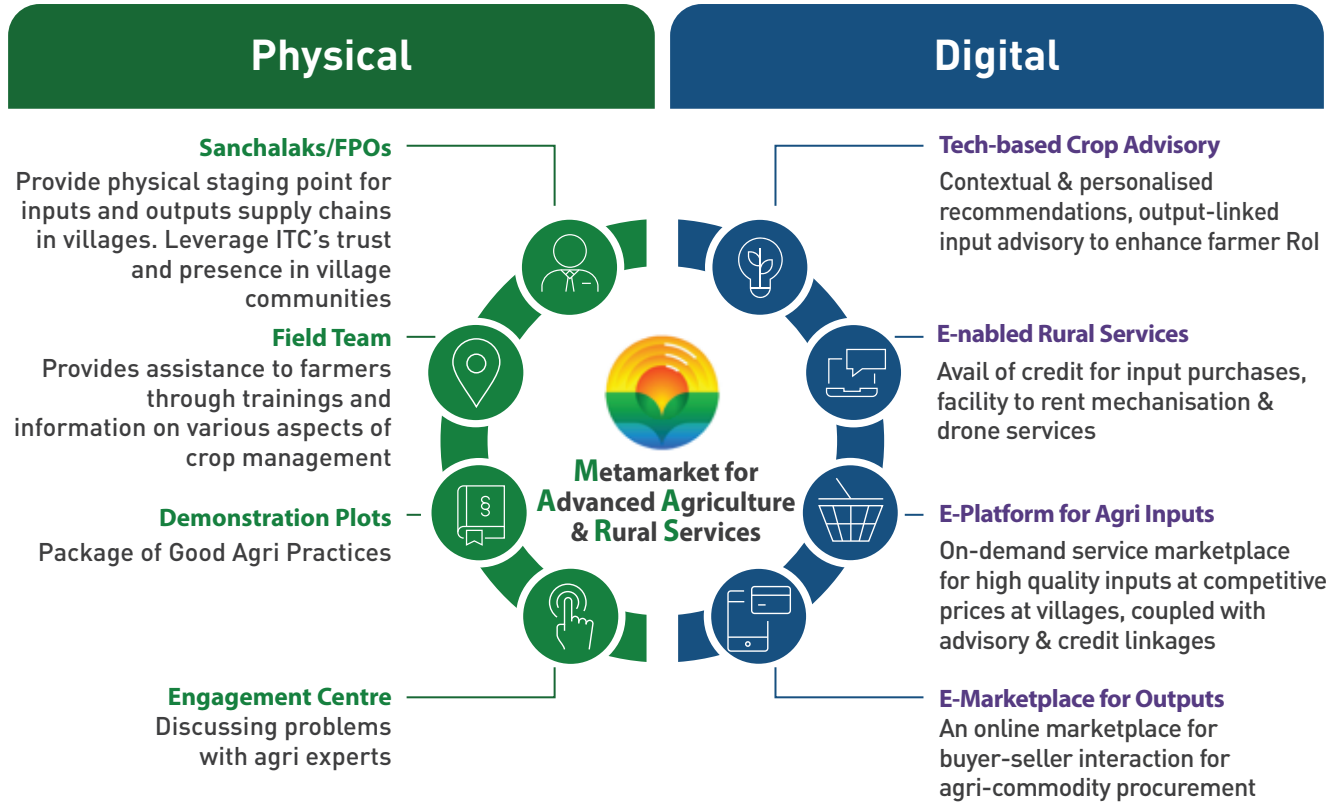 Physical
Sanchalaks/FPOs
Provide physical staging point for
inputs and outputs supply chains
in villages. Leverage ITC's trust
and presence in village
communities
Field Team
Provides assistance to farmers
through trainings and
information on various aspects of
crop management
Demonstration Plots
Package of Good Agri Practices
Engagement Centre
Discussing problems
with agri experts
§
Metamarket for
Advanced Agriculture
& Rural Services
Digital
Tech-based Crop Advisory
Contextual & personalised
recommendations, output-linked
input advisory to enhance farmer RoI
E-nabled Rural Services
Avail of credit for input purchases,
facility to rent mechanisation &
drone services
E-Platform for Agri Inputs
On-demand service marketplace
for high quality inputs at competitive
prices at villages, coupled with
advisory & credit linkages
E-Marketplace for Outputs
An online marketplace for
buyer-seller interaction for
agri-commodity procurement